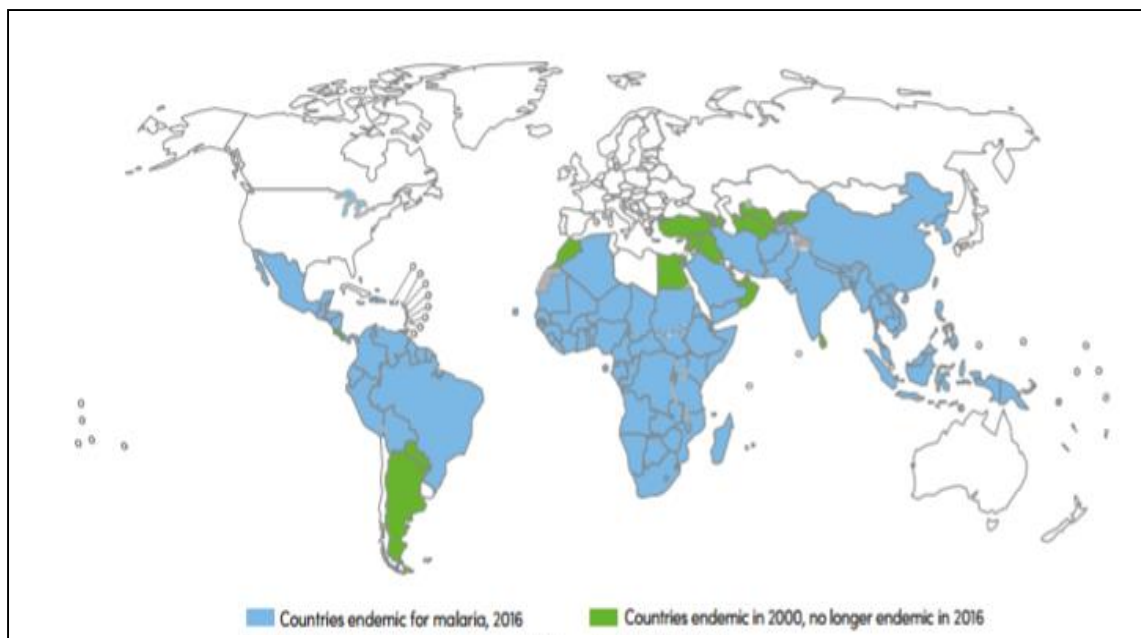 Countries endemic for malaria, 2016
Countries endemic in 2000, no longer endemic in 2016